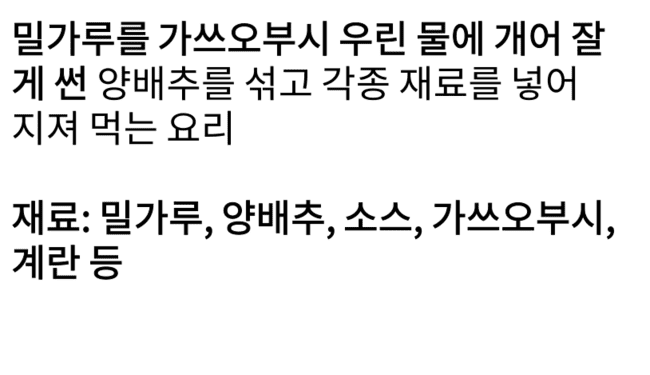 밀가루를 가쓰오부시 우린 물에 개어 잘
게 썬 양배추를 섞고 각종 재료를 넣어
지져 먹는 요리
재료: 밀가루, 양배추, 소스, 가쓰오부시,
계란 등